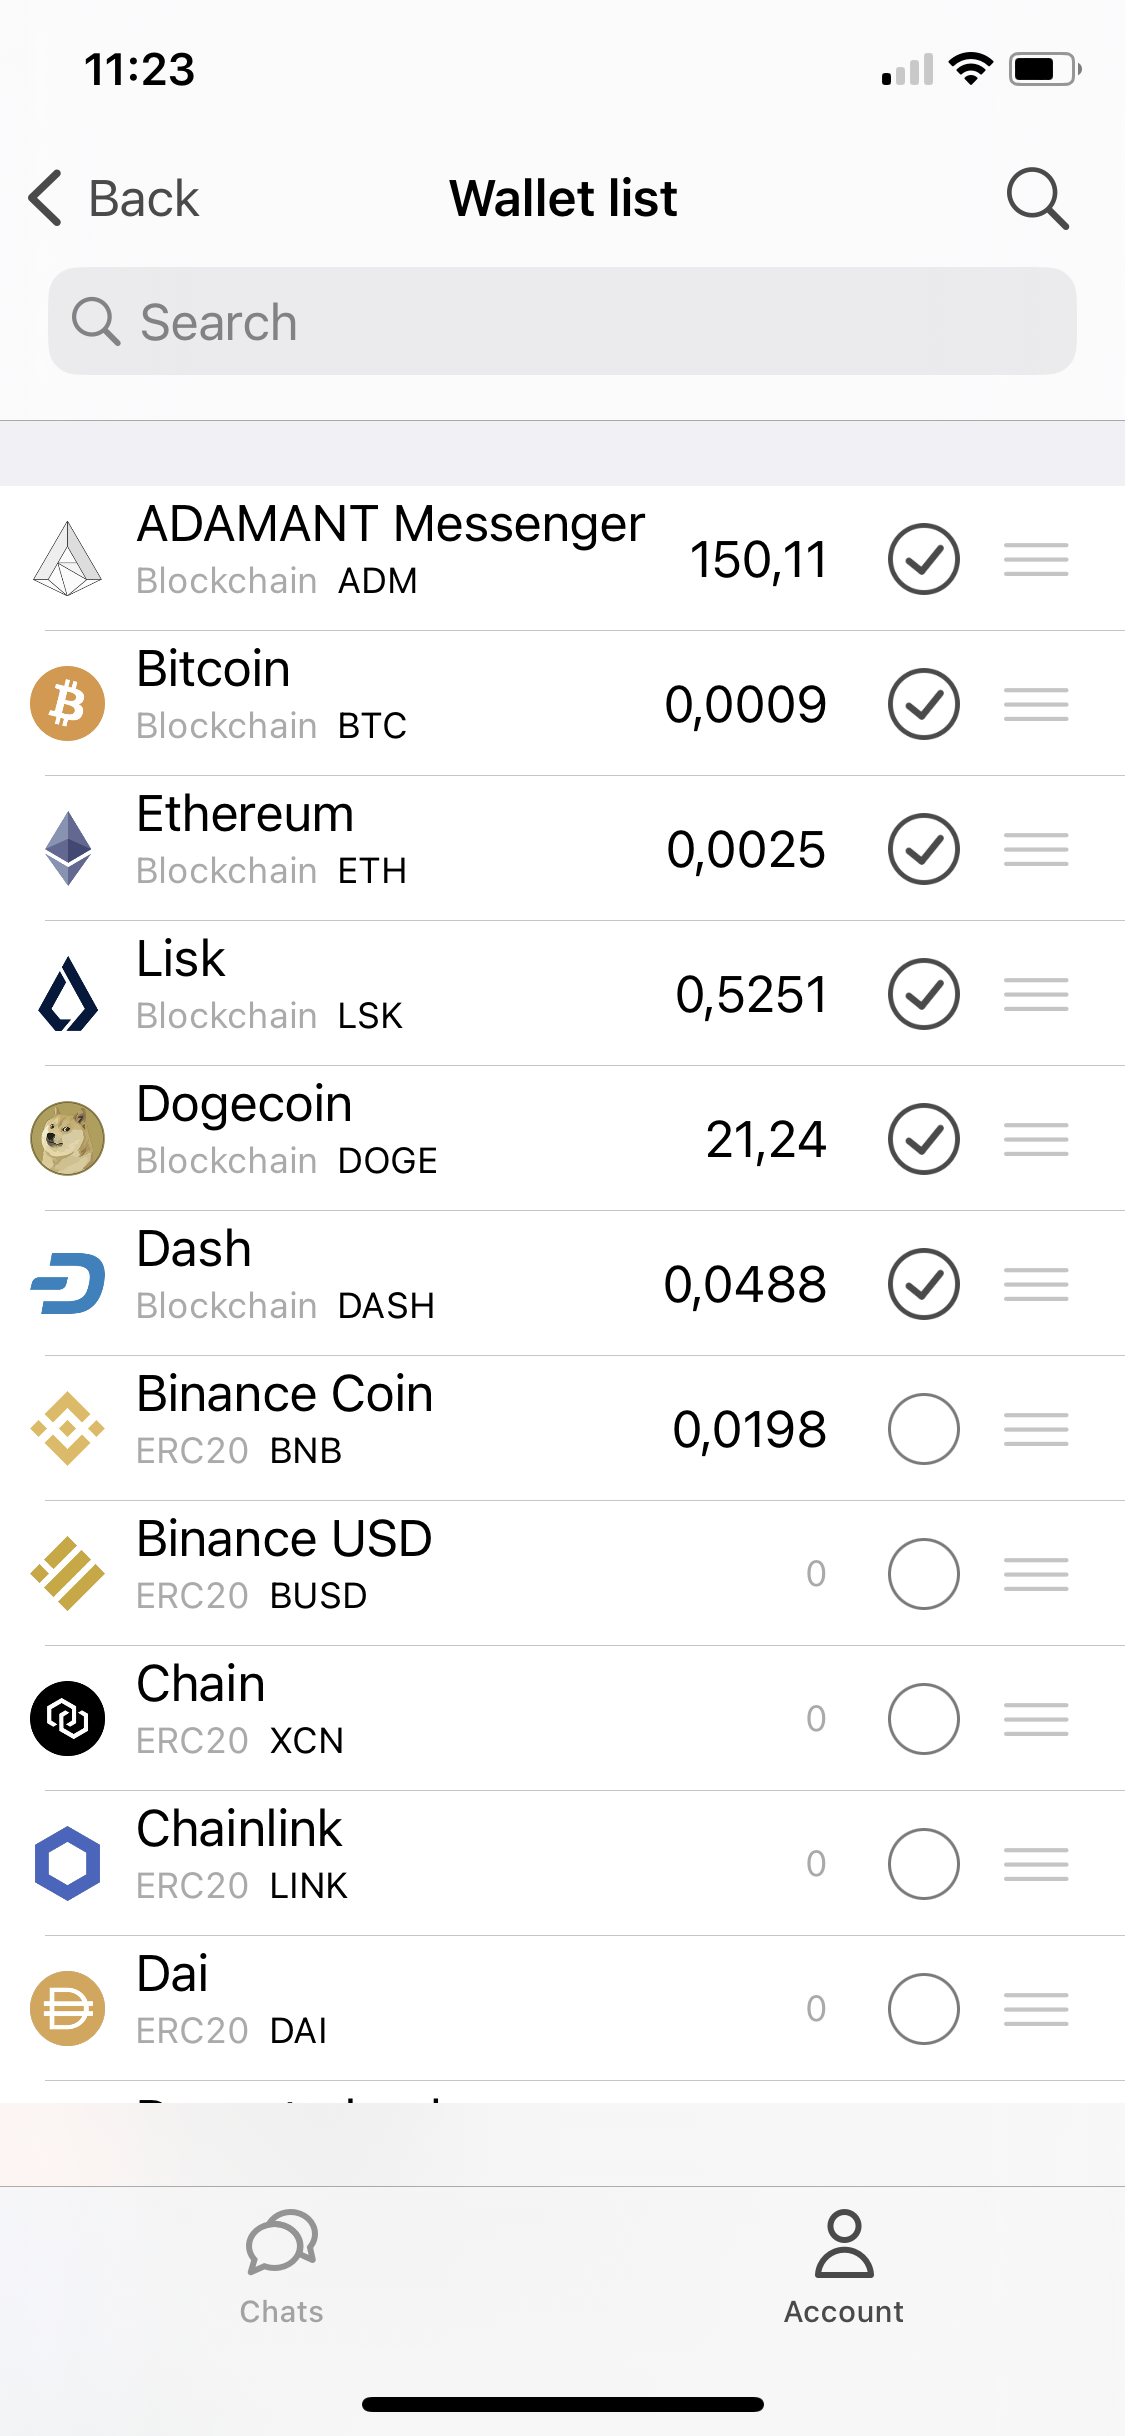 11:23
Back
Wallet list
Search
ADAMANT Messenger
Blockchain ADM
150,11
Bitcoin
Blockchain BTC
0,0009
Ethereum
Blockchain ETH
0,0025
Lisk
Blockchain LSK
0,5251
Dogecoin
Blockchain DOGE
21,24
Dash
Blockchain DASH
0,0488
Binance Coin
ERC20 BNB
0,0198
Binance USD
ERC20 BUSD
0
Chain
ERC20 XCN
0
Chainlink
ERC20 LINK
0
Dai
ERC20 DAI
0
Chats
Account